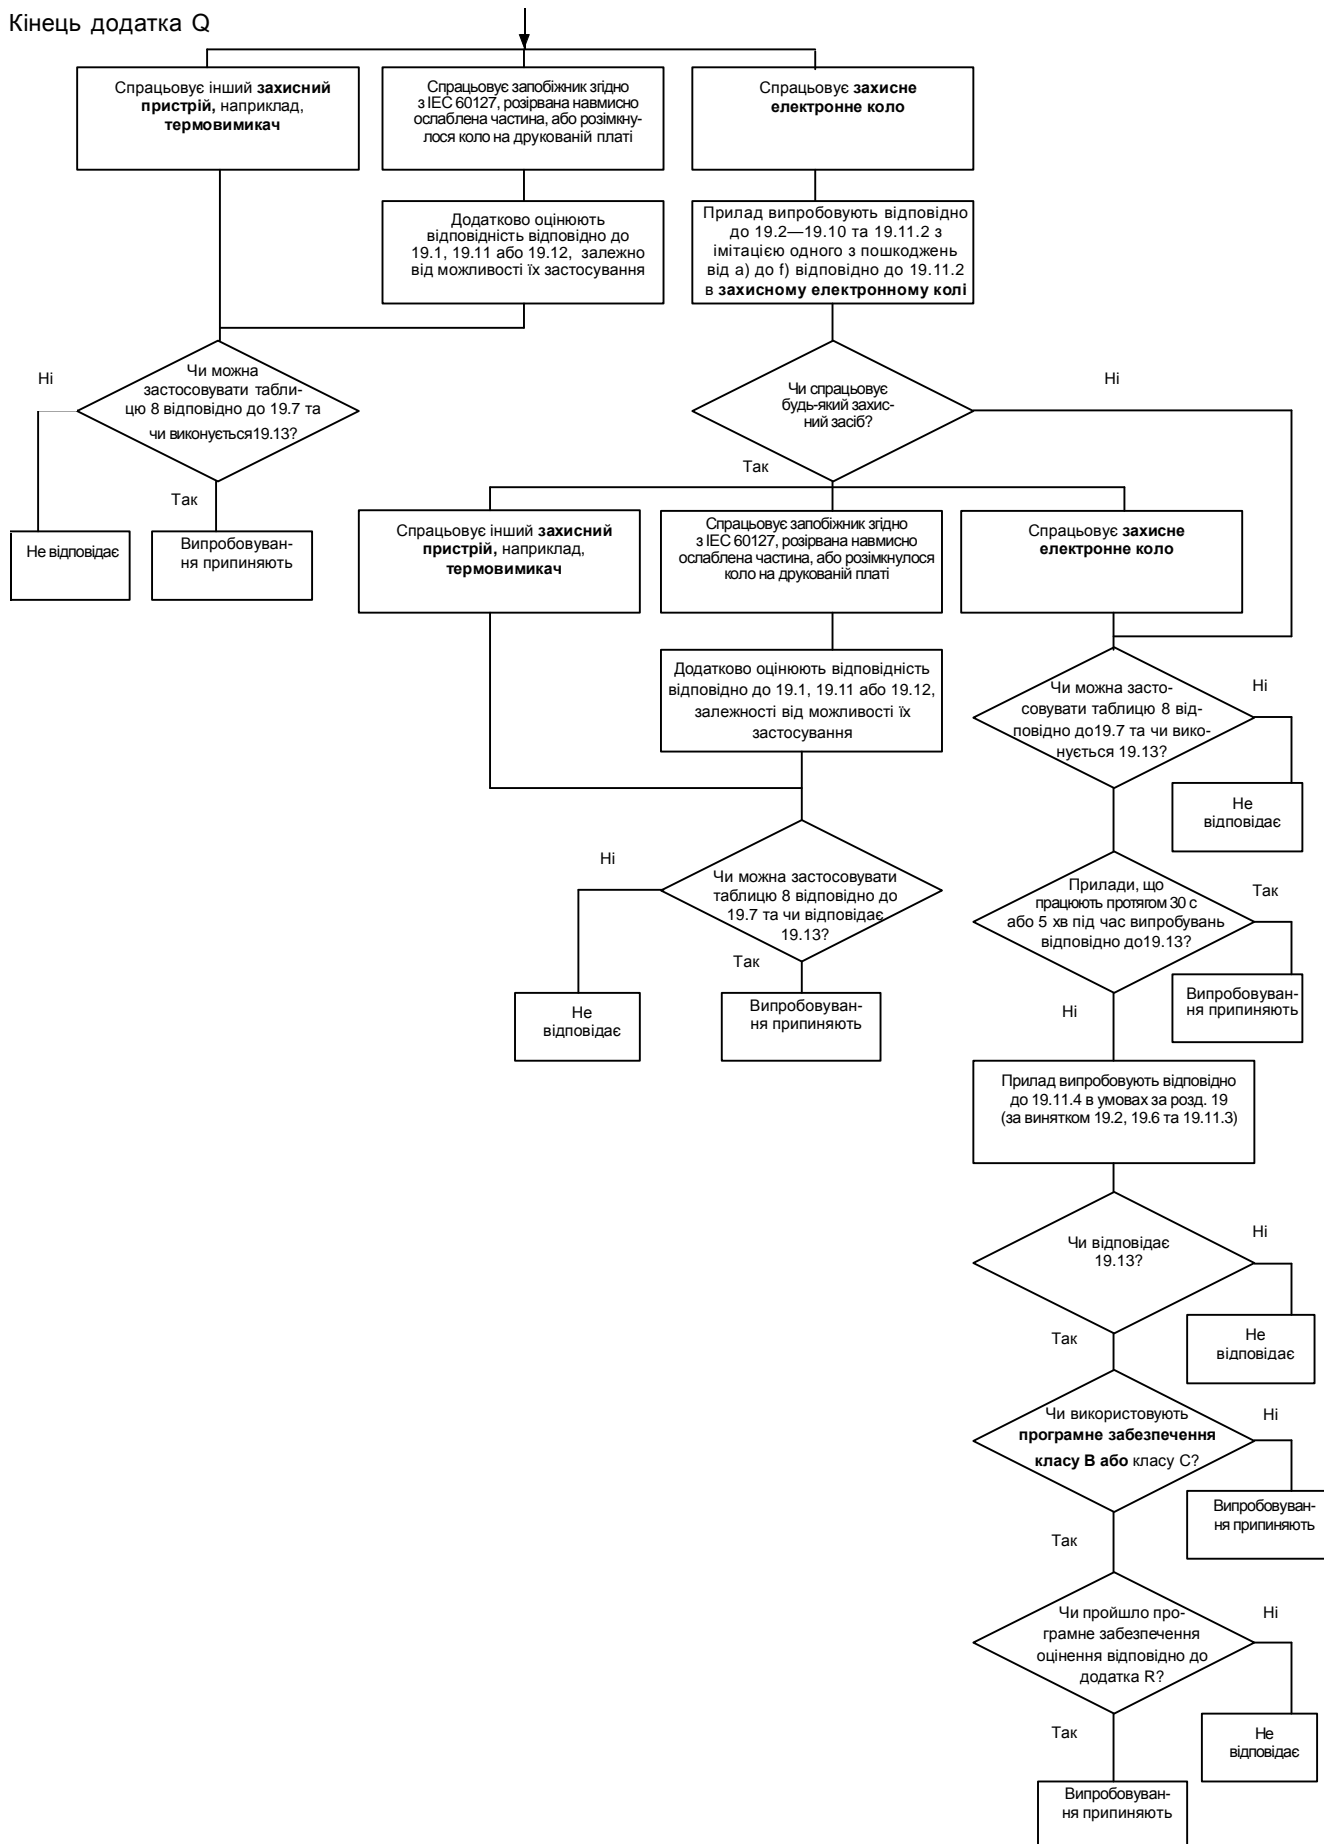 Кінець додатка Q
Спрацьовує інший захисний
пристрій, наприклад,
термовимикач
Спрацьовує запобіжник згідно
з IEC 60127, розірвана навмисно
ослаблена частина, або розімкну-
лося коло на друкованій платі
Спрацьовує захисне
електронне коло
Додатково оцінюють
відповідність відповідно до
19.1, 19.11 або 19.12, залежно
від можливості їх застосування
Прилад випробовують відповідно
до 19.2—19.10 та 19.11.2 з
імітацією одного з пошкоджень
від a) до f) відповідно до 19.11.2
в захисному електронному колі
Ні
Чи можна
застосовувати табли-
цю 8 відповідно до 19.7 та
чи виконується19.13?
Так
Не відповідає
Випробовуван-
ня припиняють
Чи спрацьовує
будь-який захис-
ний засіб?
Ні
Так
Спрацьовує інший захисний
пристрій, наприклад,
термовимикач
Спрацьовує запобіжник згідно
з IEC 60127, розірвана навмисно
ослаблена частина, або розімкнулося
коло на друкованій платі
Спрацьовує захисне
електронне коло
Додатково оцінюють відповідність
відповідно до 19.1, 19.11 або 19.12,
залежності від можливості їх
застосування
Чи можна засто-
совувати таблицю 8 від-
повідно до19.7 та чи вико-
нується 19.13?
Ні
Не
відповідає
Ні
Чи можна застосовувати
таблицю 8 відповідно до
19.7 та чи відповідає
19.13?
Так
Не
відповідає
Випробовуван-
ня припиняють
Прилади, що
працюють протягом 30 с
або 5 хв під час випробувань
відповідно до19.13?
Так
Випробовуван-
ня припиняють
Ні
Прилад випробовують відповідно
до 19.11.4 в умовах за розд. 19
(за винятком 19.2, 19.6 та 19.11.3)
Чи відповідає
19.13?
Ні
Не
відповідає
Так
Чи використовують
програмне забезпечення
класу B або класу C?
Ні
Випробовуван-
ня припиняють
Так
Чи пройшло про-
грамне забезпечення
оцінення відповідно до
додатка R?
Ні
Не
відповідає
Так
Випробовуван-
ня припиняють